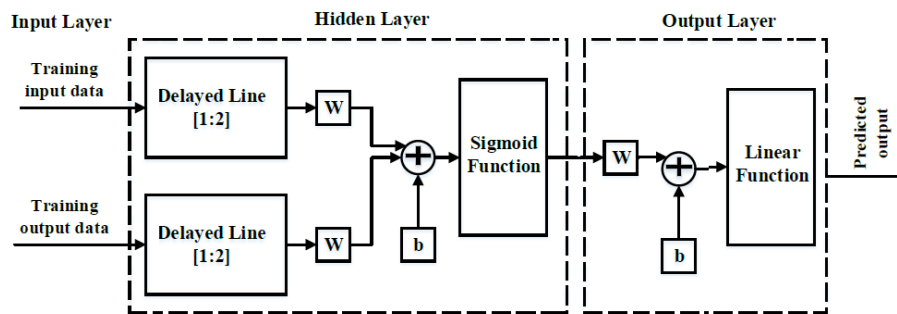 Input Layer
Hidden Layer
Output Layer
Training
input data
Delayed Line
[1:2]
W
Training
output data
Delayed Line
[1:2]
W
b
Sigmoid
Function
W
b
Linear
Function
Predicted
output